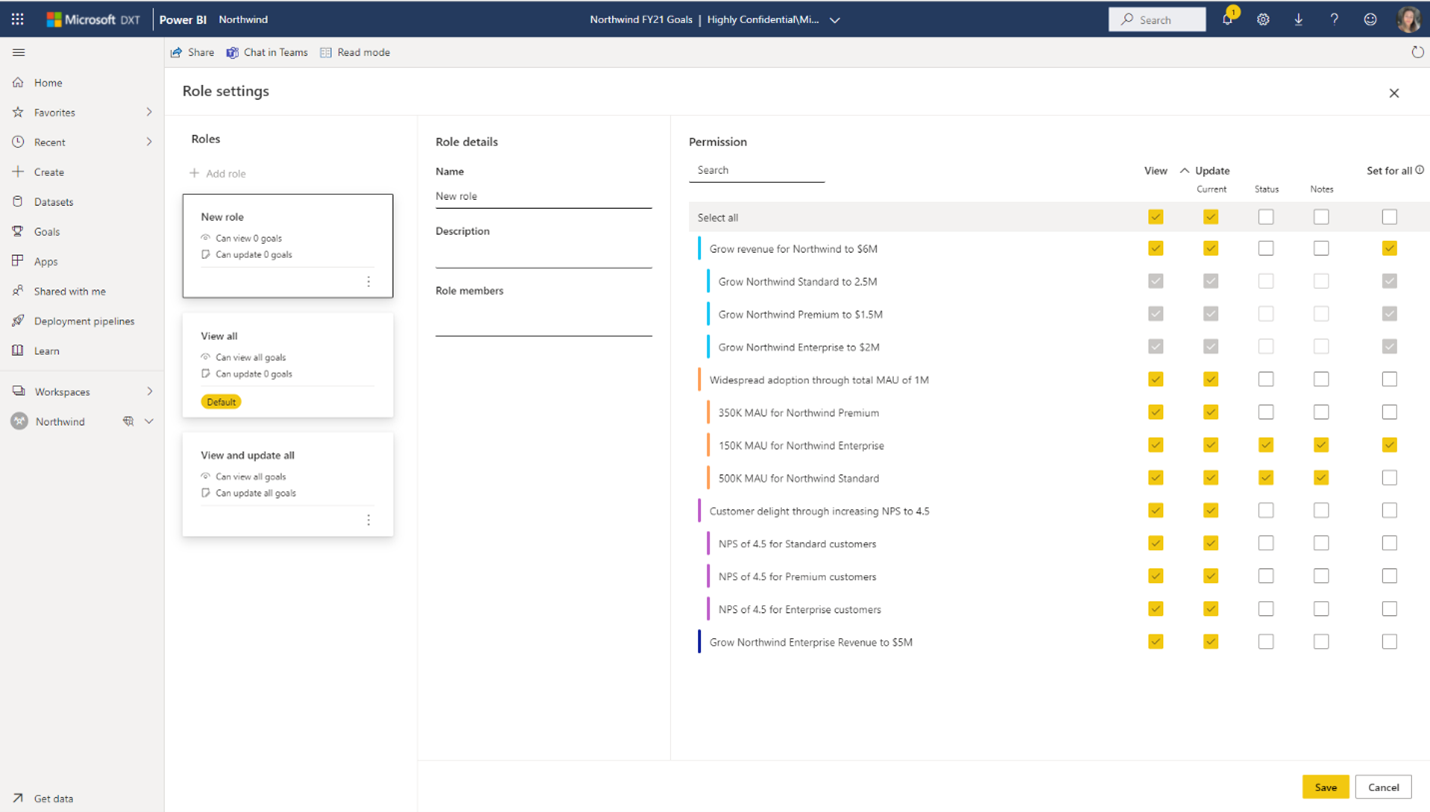 Microsoft DXT
Power BI
Northwind
Northwind FY21 Goals | Highly Confidential\Mi...
Search
1
?
Share
Chat in Teams
Read mode
Home
Favorites
Recent
Create
Datasets
Goals
Apps
Shared with me
Deployment pipelines
Learn
Workspaces
Northwind
Get data
Role settings
Roles
Add role
New role
Can view 0 goals
Can update 0 goals
View all
Can view all goals
Can update 0 goals
Default
View and update all
Can view all goals
Can update all goals
Role details
Name
New role
Description
Role members
Permission
Search
View
Update
Set for all
Current
Status
Notes
Select all
Grow revenue for Northwind to $6M
Grow Northwind Standard to 2.5M
Grow Northwind Premium to $1.5M
Grow Northwind Enterprise to $2M
Widespread adoption through total MAU of 1M
350K MAU for Northwind Premium
150K MAU for Northwind Enterprise
500K MAU for Northwind Standard
Customer delight through increasing NPS to 4.5
NPS of 4.5 for Standard customers
NPS of 4.5 for Premium customers
NPS of 4.5 for Enterprise customers
Grow Northwind Enterprise Revenue to $5M
Save
Cancel